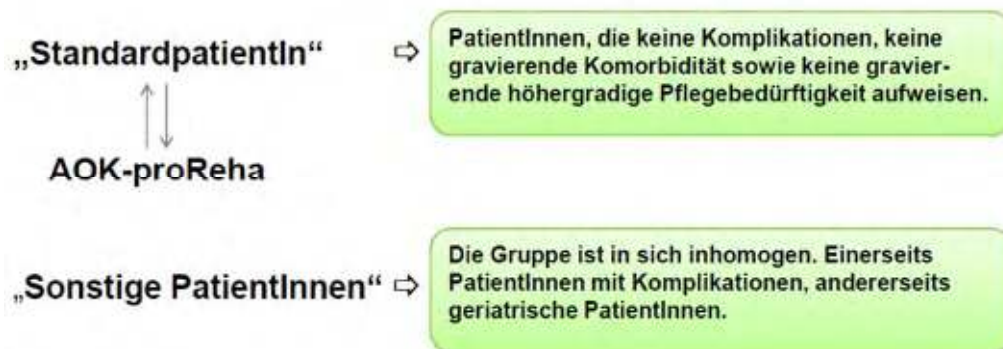 „StandardpatientIn“ ⇨
PatientInnen, die keine Komplikationen, keine
gravierende Komorbidität sowie keine gravier-
ende höhergradige Pflegebedürftigkeit aufweisen.
AOK-proReha
„Sonstige PatientInnen“ ⇨
Die Gruppe ist in sich inhomogen. Einerseits
PatientInnen mit Komplikationen, andererseits
geriatrische PatientInnen.